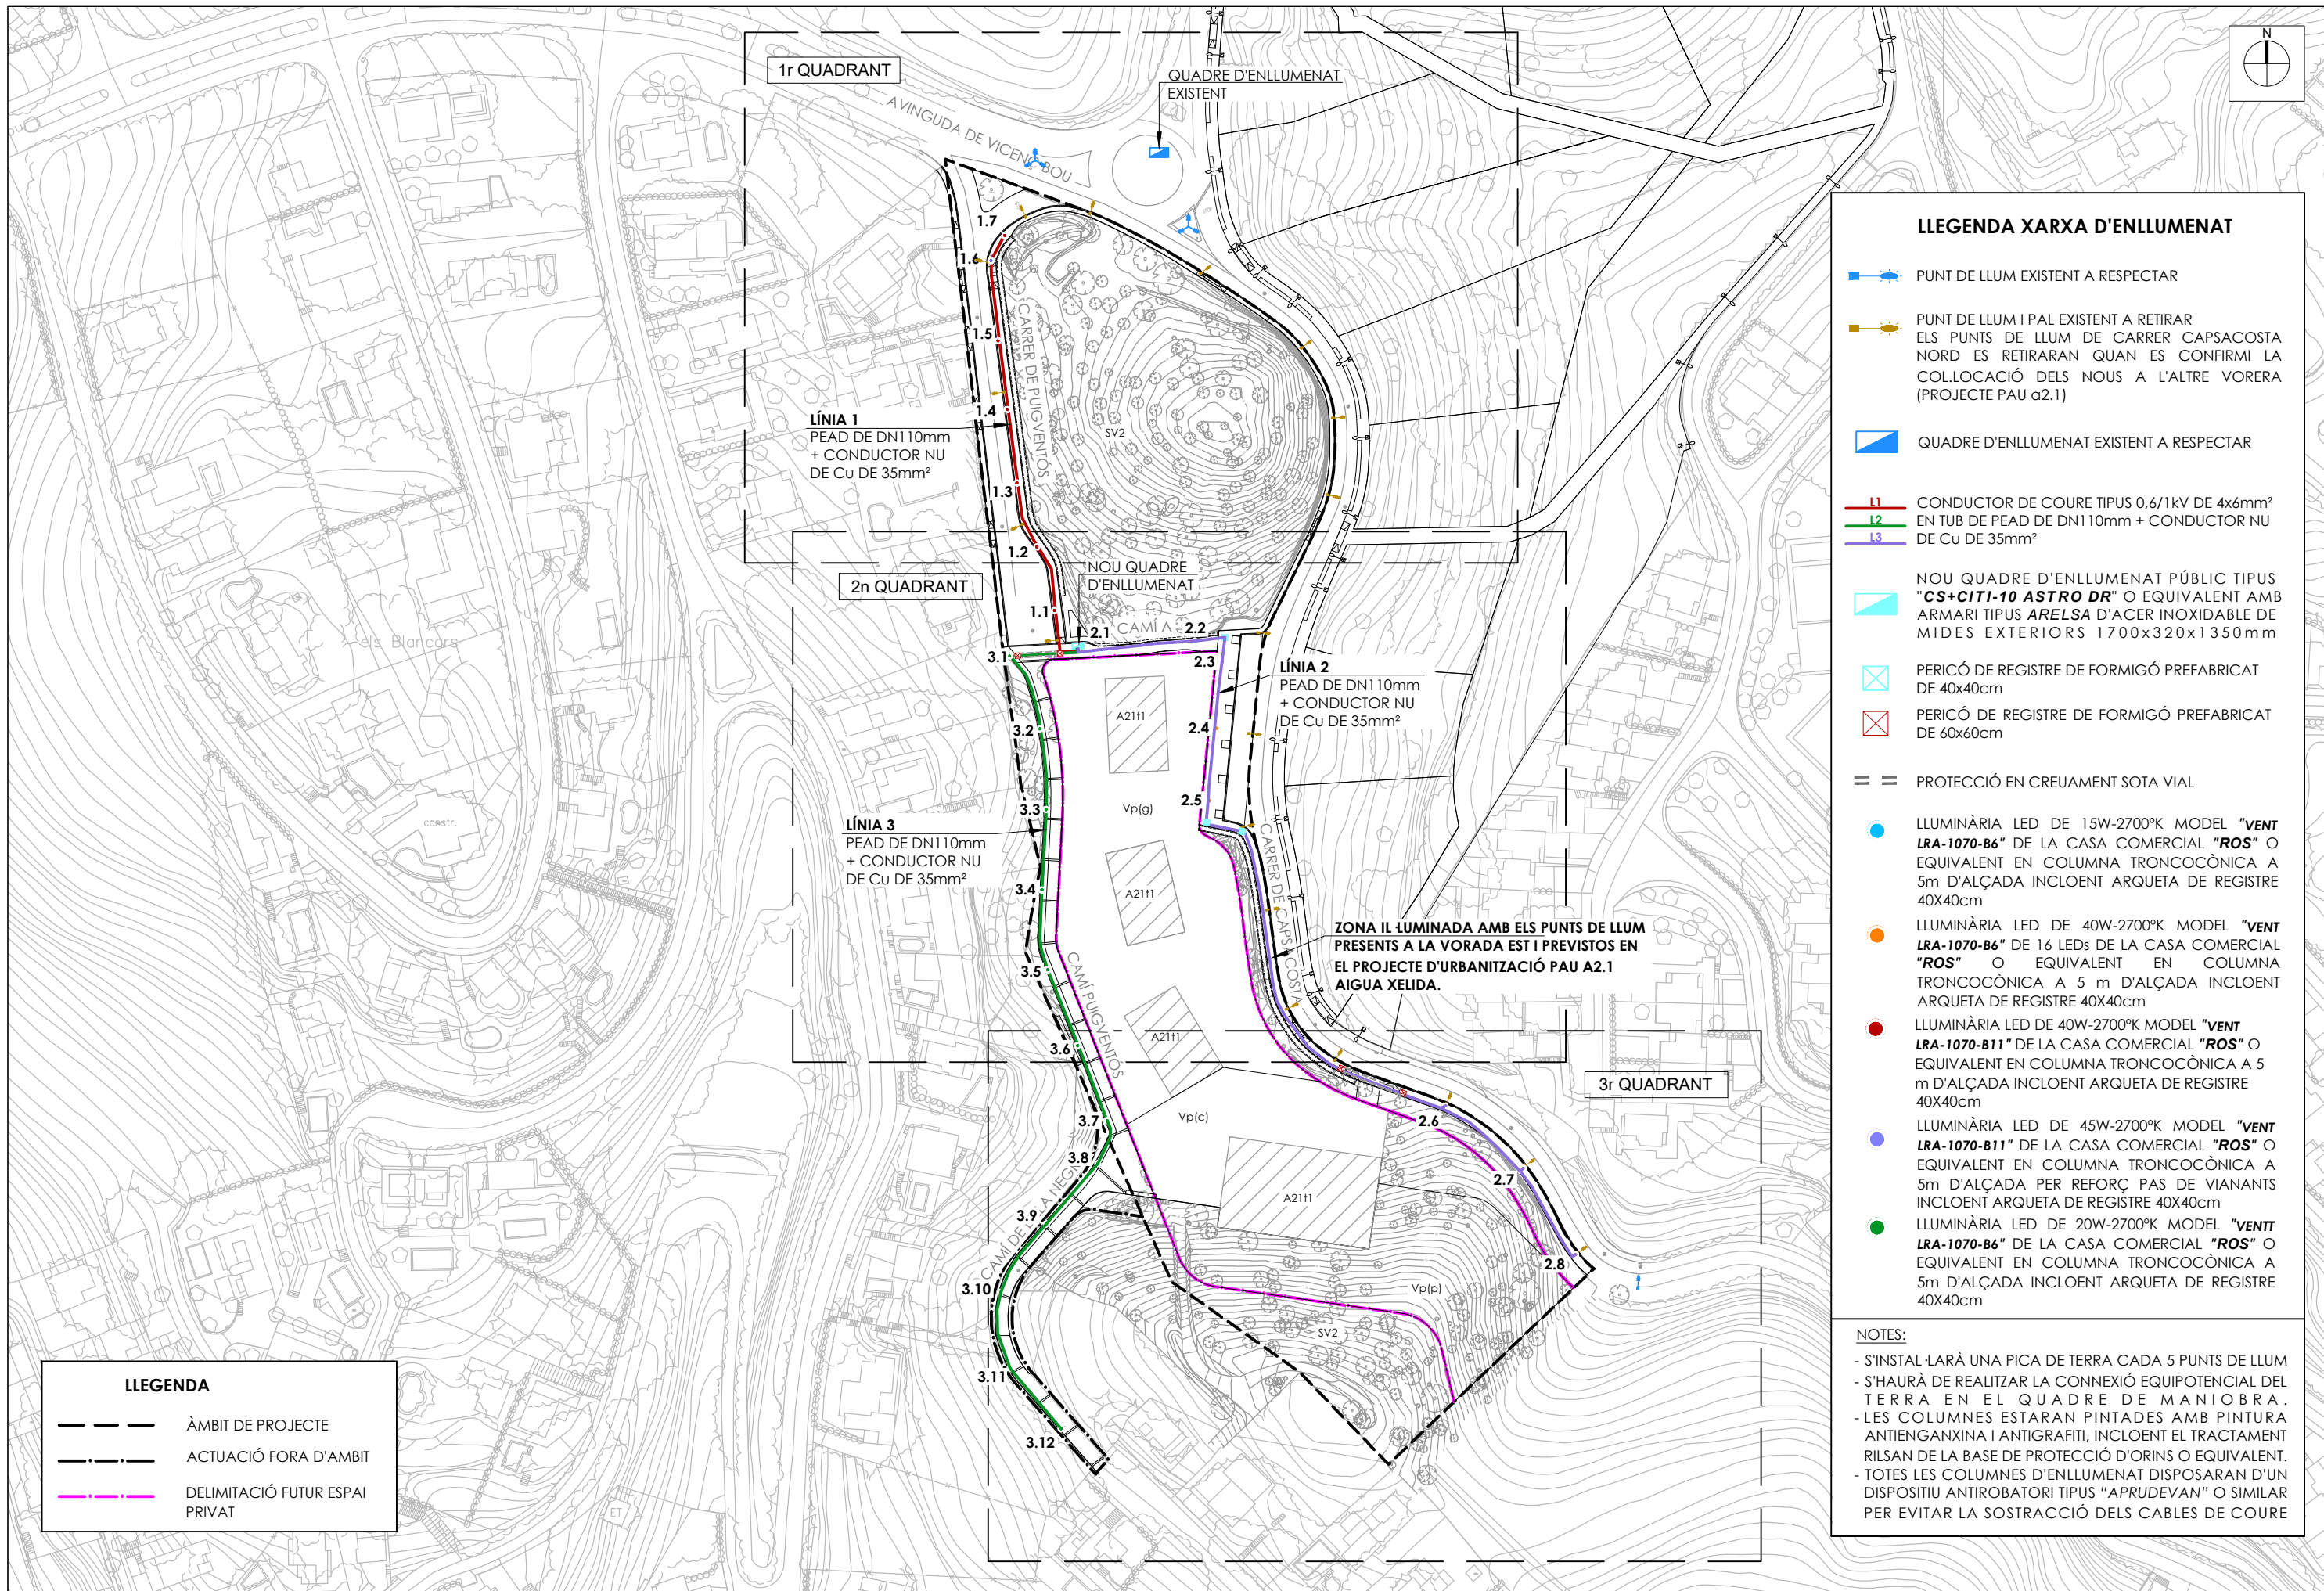 1r QUADRANT
QUADRE D'ENLLUMENAT
EXISTENT
N
AVINGUDA DE VICENÇ BOU
1.7
1.6
1.5
1.4
1.3
1.2
1.1
CARRER DE PUIGVENTÓS
SV2
LÍNIA 1
PEAD DE DN110mm
+ CONDUCTOR NU
DE Cu DE 35mm²
2n QUADRANT
NOU QUADRE
D'ENLLUMENAT
els Blancars
constr.
CAMÍ A
2.1
2.2
2.3
2.4
2.5
3.1
3.2
3.3
3.4
3.5
3.6
3.7
3.8
3.9
3.10
3.11
3.12
A21t1
LÍNIA 2
PEAD DE DN110mm
+ CONDUCTOR NU
DE Cu DE 35mm²
Vp(g)
LÍNIA 3
PEAD DE DN110mm
+ CONDUCTOR NU
DE Cu DE 35mm²
A21t1
CARRER DE CAPSA COSTA
ZONA IL·LUMINADA AMB ELS PUNTS DE LLUM
PRESENTS A LA VORADA EST I PREVISTOS EN
EL PROJECTE D'URBANITZACIÓ PAU A2.1
AIGUA XELIDA.
CAMÍ PUIGVENTOS
A21t1
3r QUADRANT
Vp(c)
2.6
2.7
2.8
A21t1
Vp(p)
SV2
ET
LLEGENDA
ÀMBIT DE PROJECTE
ACTUACIÓ FORA D'AMBIT
DELIMITACIÓ FUTUR ESPAI
PRIVAT
LLEGENDA XARXA D'ENLLUMENAT
PUNT DE LLUM EXISTENT A RESPECTAR
PUNT DE LLUM I PAL EXISTENT A RETIRAR
ELS PUNTS DE LLUM DE CARRER CAPSACOSTA
NORD ES RETIRARAN QUAN ES CONFIRMI LA
COL.LOCACIÓ DELS NOUS A L'ALTRE VORERA
(PROJECTE PAU α2.1)
QUADRE D'ENLLUMENAT EXISTENT A RESPECTAR
L1
L2
L3
CONDUCTOR DE COURE TIPUS 0,6/1kV DE 4x6mm²
EN TUB DE PEAD DE DN110mm + CONDUCTOR NU
DE Cu DE 35mm²
NOU QUADRE D'ENLLUMENAT PÚBLIC TIPUS
"CS+CITI-10 ASTRO DR" O EQUIVALENT AMB
ARMARI TIPUS ARELSA D'ACER INOXIDABLE DE
MIDES EXTERIORS 1700x320x1350mm
PERICÓ DE REGISTRE DE FORMIGÓ PREFABRICAT
DE 40x40cm
PERICÓ DE REGISTRE DE FORMIGÓ PREFABRICAT
DE 60x60cm
PROTECCIÓ EN CREUAMENT SOTA VIAL
LLUMINÀRIA LED DE 15W-2700ºK MODEL "VENT
LRA-1070-B6" DE LA CASA COMERCIAL "ROS" O
EQUIVALENT EN COLUMNA TRONCOCÒNICA A
5m D'ALÇADA INCLOENT ARQUETA DE REGISTRE
40X40cm
LLUMINÀRIA LED DE 40W-2700ºK MODEL "VENT
LRA-1070-B6" DE 16 LEDs DE LA CASA COMERCIAL
"ROS" O EQUIVALENT EN COLUMNA
TRONCOCÒNICA A 5 m D'ALÇADA INCLOENT
ARQUETA DE REGISTRE 40X40cm
LLUMINÀRIA LED DE 40W-2700ºK MODEL "VENT
LRA-1070-B11" DE LA CASA COMERCIAL "ROS" O
EQUIVALENT EN COLUMNA TRONCOCÒNICA A 5
m D'ALÇADA INCLOENT ARQUETA DE REGISTRE
40X40cm
LLUMINÀRIA LED DE 45W-2700ºK MODEL "VENT
LRA-1070-B11" DE LA CASA COMERCIAL "ROS" O
EQUIVALENT EN COLUMNA TRONCOCÒNICA A
5m D'ALÇADA PER REFORÇ PAS DE VIANANTS
INCLOENT ARQUETA DE REGISTRE 40X40cm
LLUMINÀRIA LED DE 20W-2700ºK MODEL "VENTT
LRA-1070-B6" DE LA CASA COMERCIAL "ROS" O
EQUIVALENT EN COLUMNA TRONCOCÒNICA A
5m D'ALÇADA INCLOENT ARQUETA DE REGISTRE
40X40cm
NOTES:
- S'INSTAL·LARÀ UNA PICA DE TERRA CADA 5 PUNTS DE LLUM
- S'HAURÀ DE REALITZAR LA CONNEXIÓ EQUIPOTENCIAL DEL
TERRA EN EL QUADRE DE MANIOBRA.
- LES COLUMNES ESTARAN PINTADES AMB PINTURA
ANTIENGANXINA I ANTIGRAFITI, INCLOENT EL TRACTAMENT
RILSAN DE LA BASE DE PROTECCIÓ D'ORINS O EQUIVALENT.
- TOTES LES COLUMNES D'ENLLUMENAT DISPOSARAN D'UN
DISPOSITIU ANTIROBATORI TIPUS “APRUDEVAN” O SIMILAR
PER EVITAR LA SOSTRACCIÓ DELS CABLES DE COURE